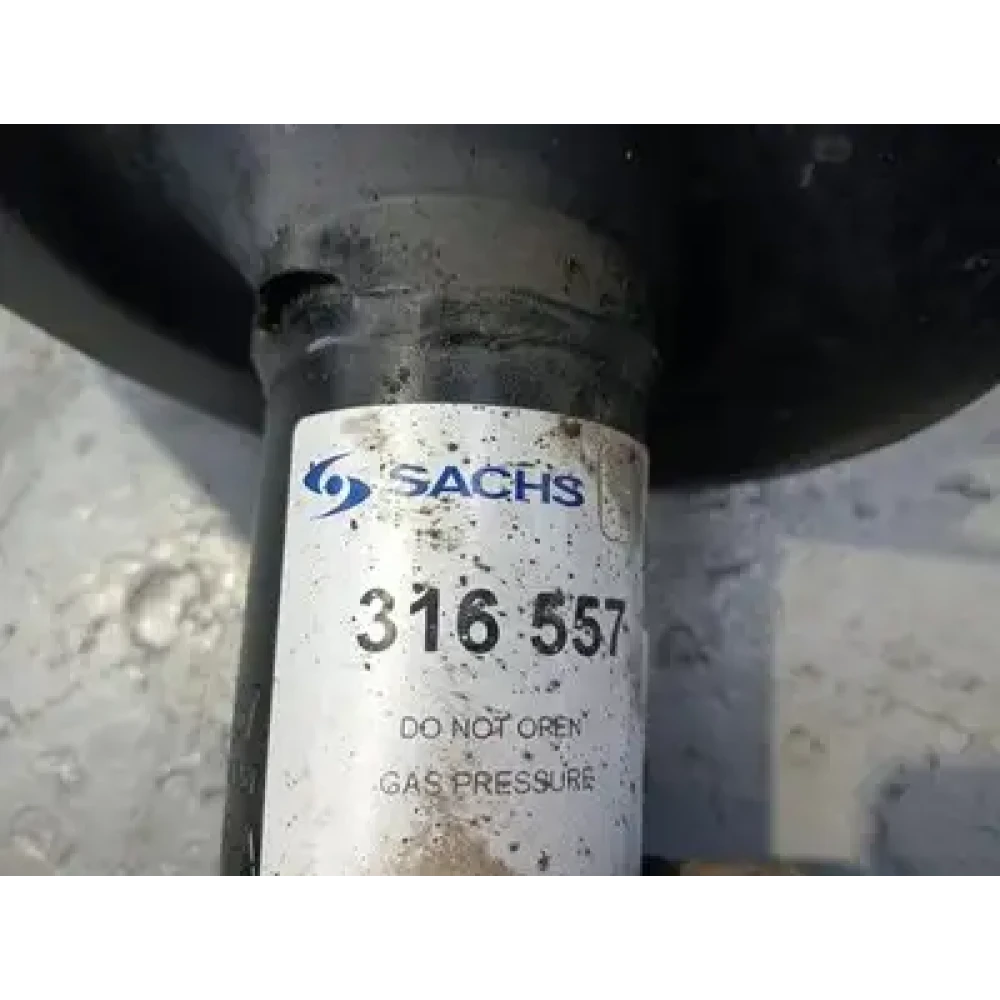 SACHS
316 557
DO NOT OPEN
GAS PRESSURE